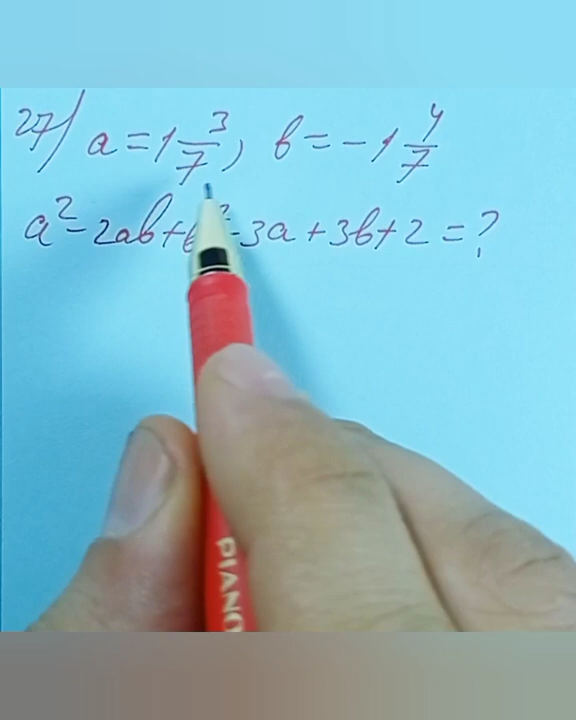 27) a = 1 3/7, b = -1 4/7
a² - 2ab + b² - 3a + 3b + 2 = ?
PIANO